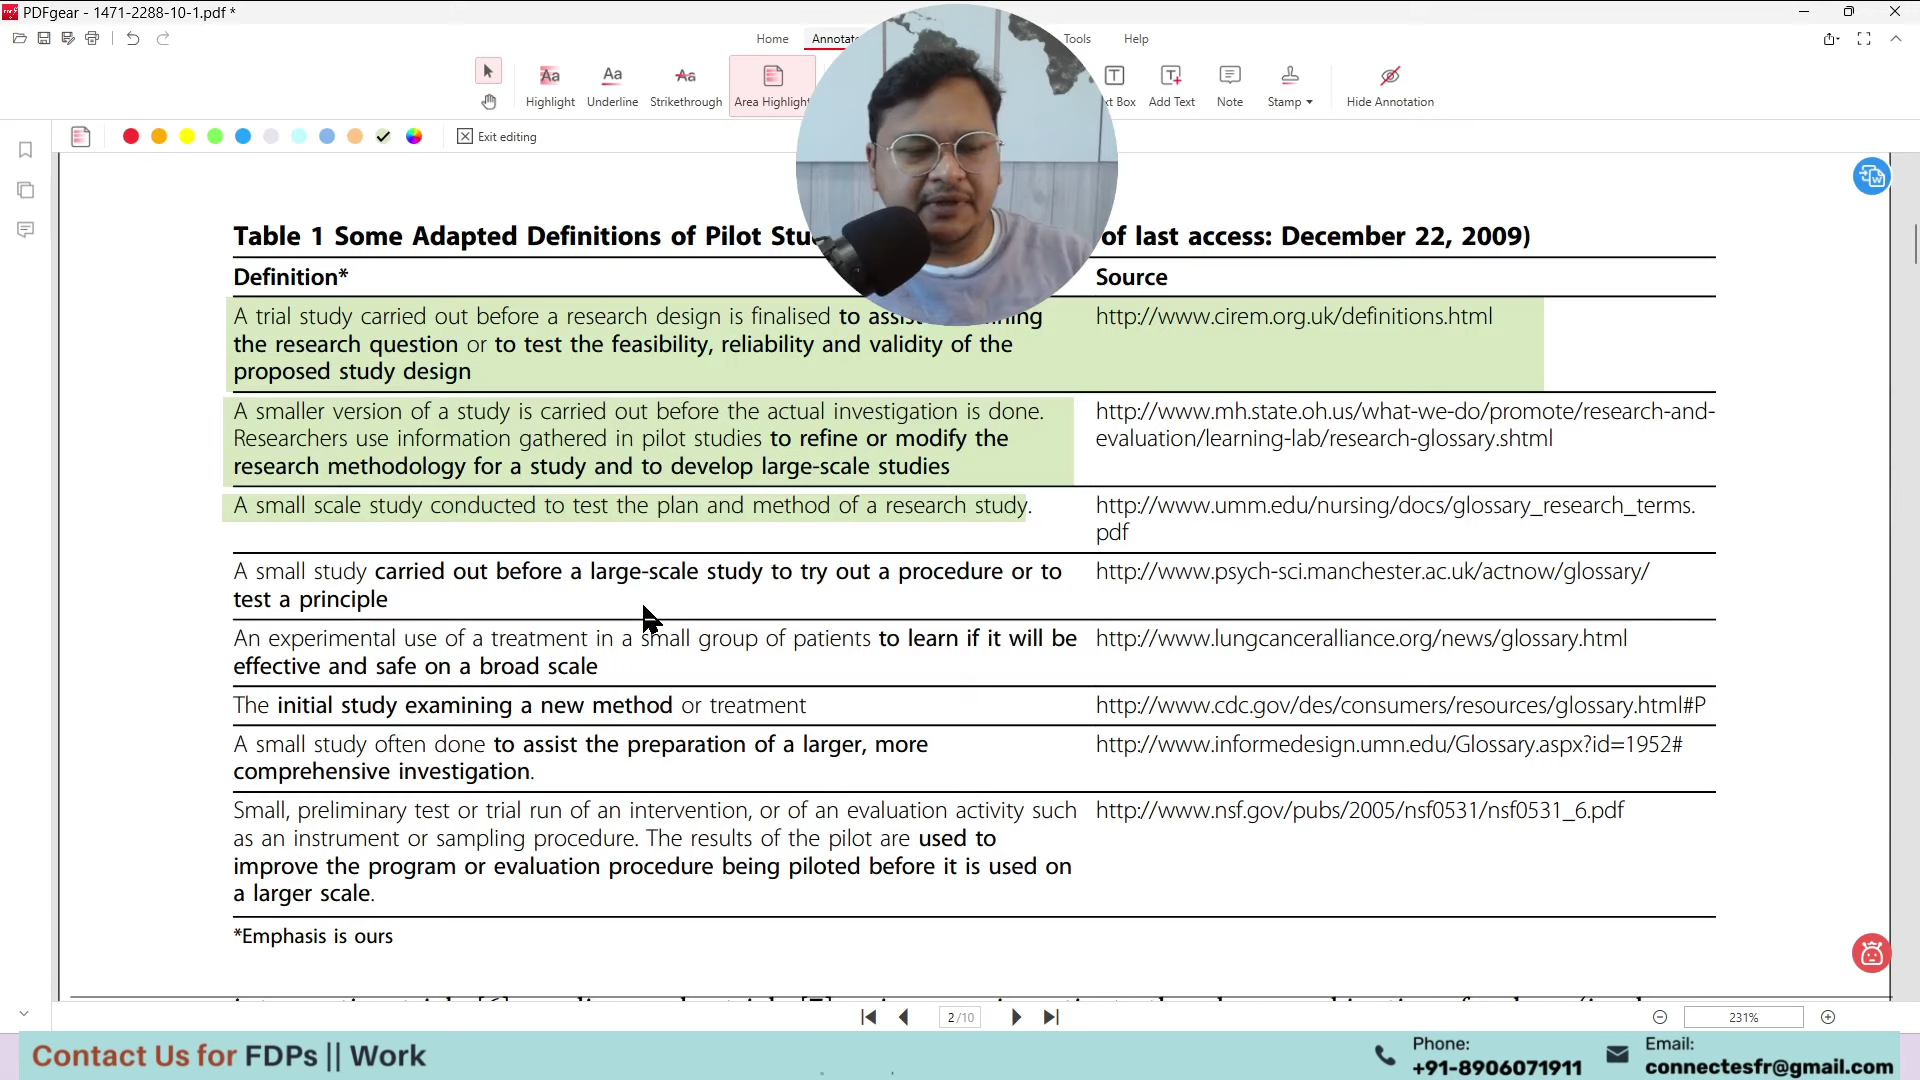 PDFgear - 1471-2288-10-1.pdf *
Home Annotate Tools Help
Highlight Underline Strikethrough Area Highlight Box Add Text Note Stamp Hide Annotation
Exit editing
Table 1 Some Adapted Definitions of Pilot of last access: December 22, 2009)
Definition* Source
A trial study carried out before a research design is finalised to http://www.cirem.org.uk/definitions.html
the research question or to test the feasibility, reliability and validity of the
proposed study design
A smaller version of a study is carried out before the actual investigation is done. http://www.mh.state.oh.us/what-we-do/promote/research-and-
Researchers use information gathered in pilot studies to refine or modify the evaluation/learning-lab/research-glossary.shtml
research methodology for a study and to develop large-scale studies
A small scale study conducted to test the plan and method of a research study. http://www.umm.edu/nursing/docs/glossary_research_terms.
pdf
A small study carried out before a large-scale study to try out a procedure or to http://www.psych-sci.manchester.ac.uk/actnow/glossary/
test a principle
An experimental use of a treatment in a small group of patients to learn if it will be http://www.lungcanceralliance.org/news/glossary.html
effective and safe on a broad scale
The initial study examining a new method or treatment http://www.cdc.gov/des/consumers/resources/glossary.html#P
A small study often done to assist the preparation of a larger, more http://www.informedesign.umn.edu/Glossary.aspx?id=1952#
comprehensive investigation.
Small, preliminary test or trial run of an intervention, or of an evaluation activity such http://www.nsf.gov/pubs/2005/nsf0531/nsf0531_6.pdf
as an instrument or sampling procedure. The results of the pilot are used to
improve the program or evaluation procedure being piloted before it is used on
a larger scale.
*Emphasis is ours
2 /10 231%
Contact Us for FDPs || Work
Phone:
+91-8906071911
Email:
connectesfr@gmail.com